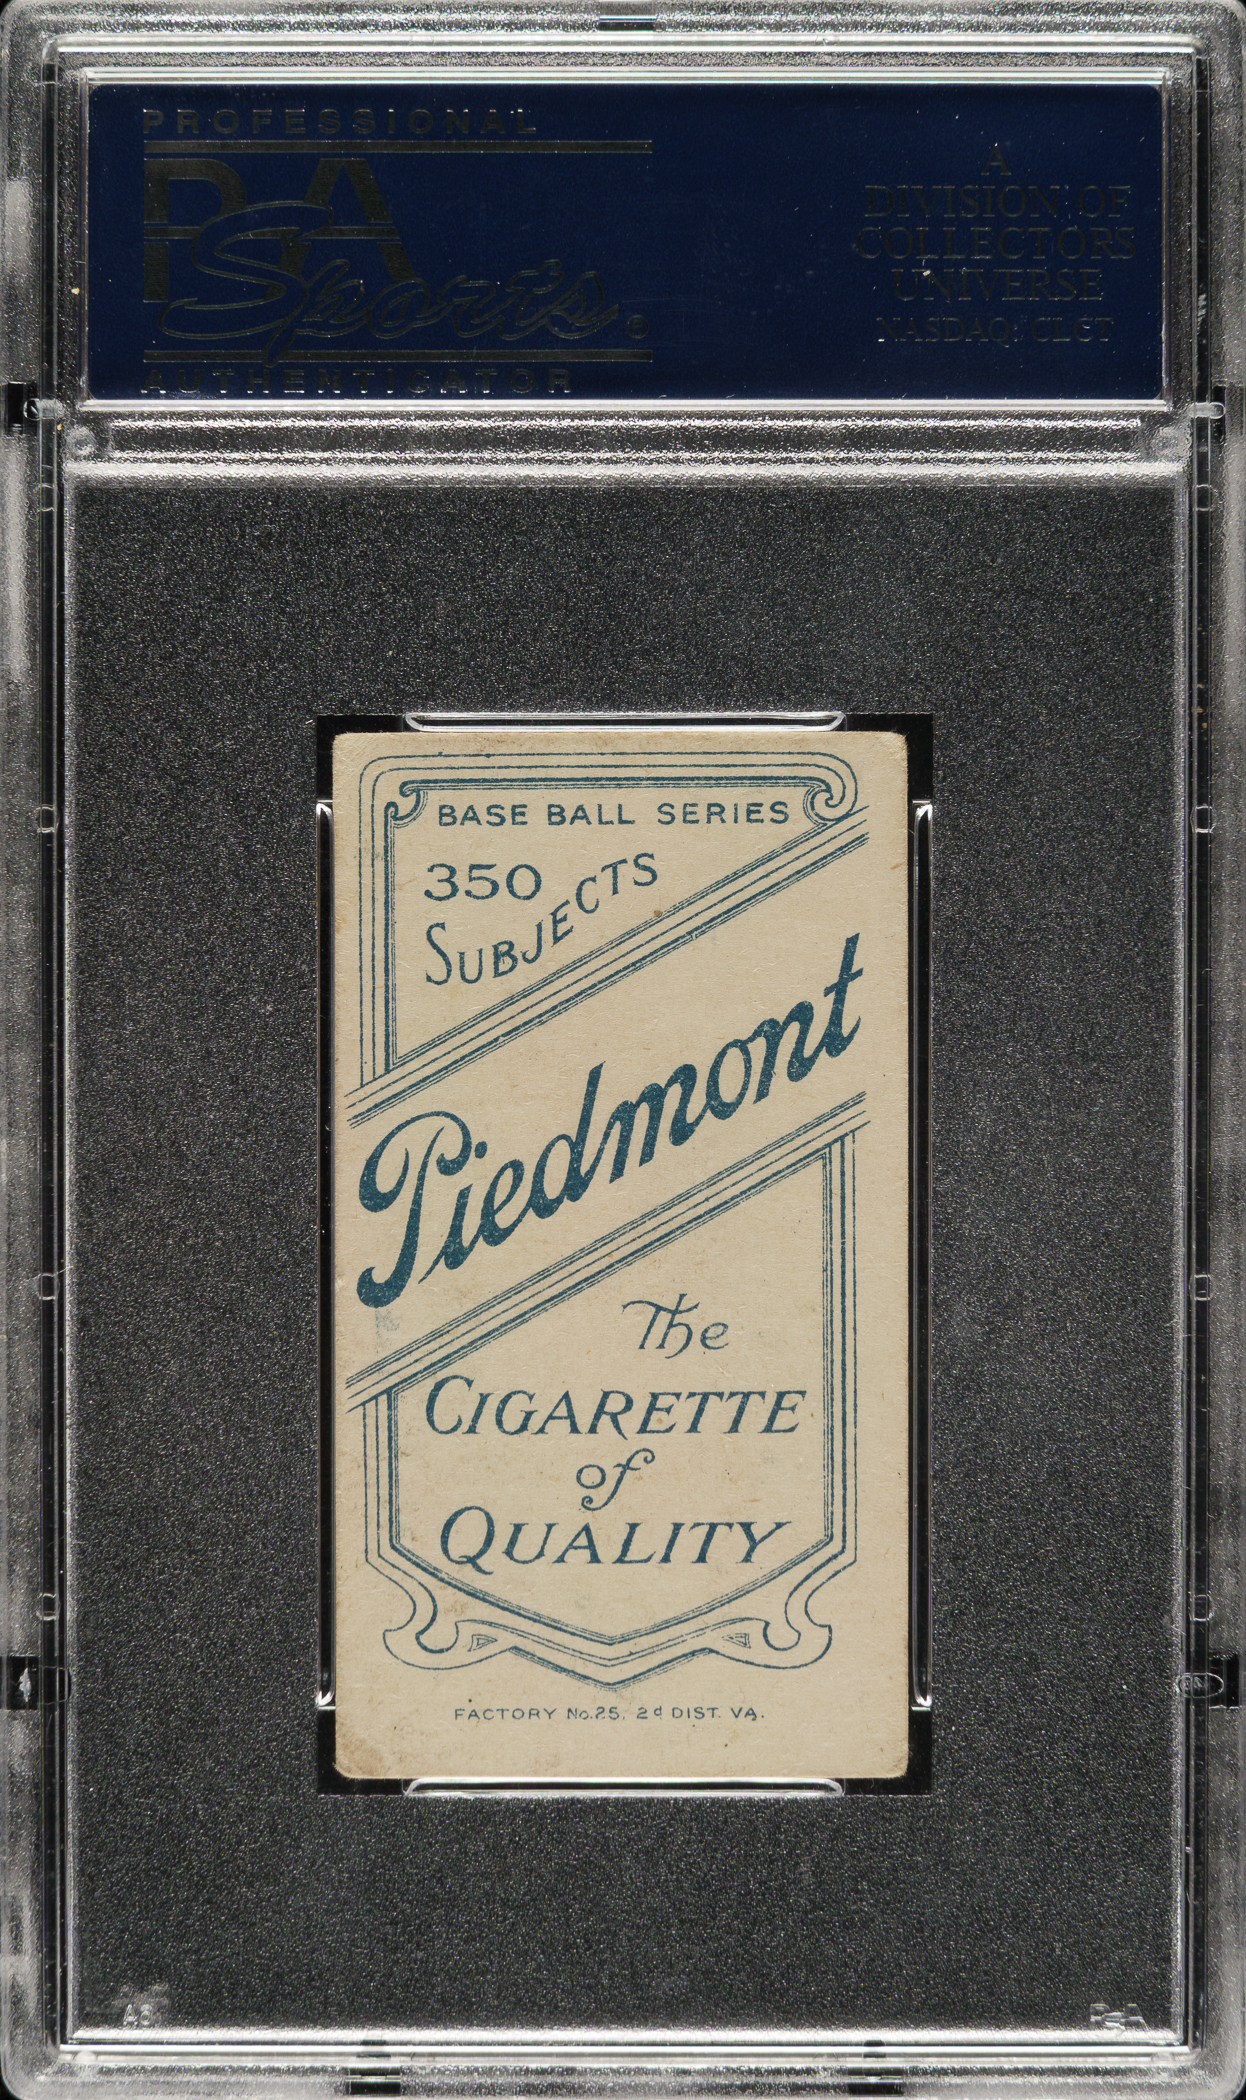 PROFESSIONAL
PSA
Sports®
AUTHENTICATOR
A
DIVISION OF
COLLECTORS
UNIVERSE
NASDAQ: CLCT
BASE BALL SERIES
350
SUBJECTS
Piedmont
The
CIGARETTE
of
QUALITY
FACTORY No. 25. 2d DIST. VA.
PSA